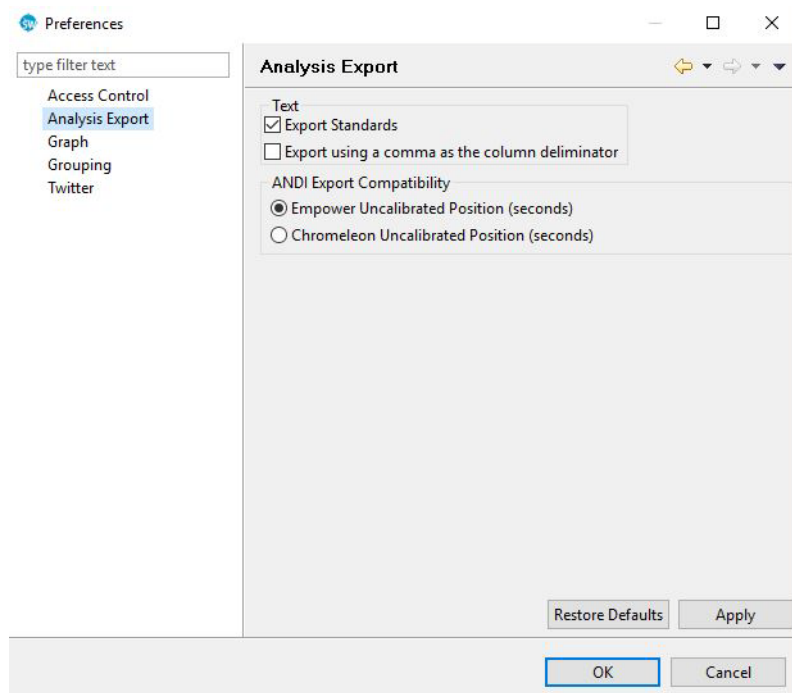 SW Preferences
type filter text
Access Control
Analysis Export
Graph
Grouping
Twitter
Analysis Export
Text
Export Standards
Export using a comma as the column deliminator
ANDI Export Compatibility
Empower Uncalibrated Position (seconds)
Chromeleon Uncalibrated Position (seconds)
Restore Defaults Apply
OK Cancel